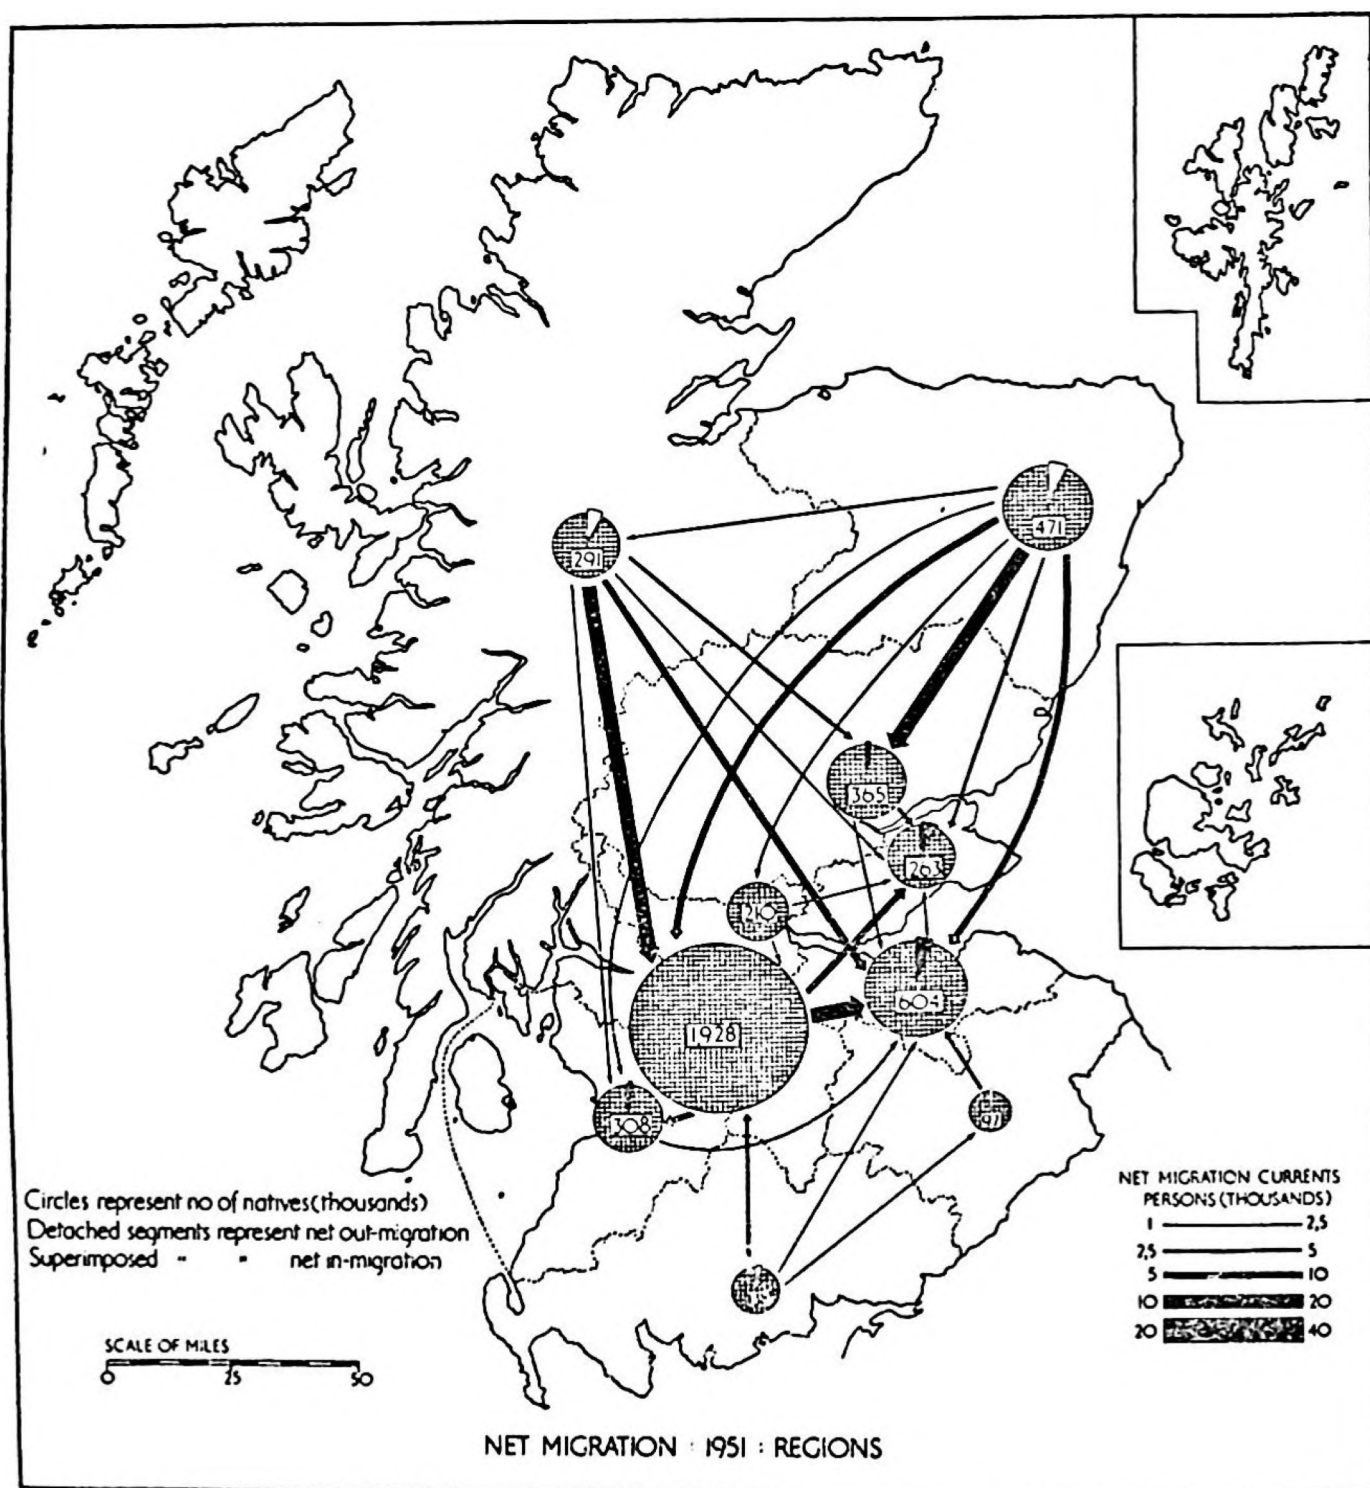 471
291
365
263
210
604
1928
308
97
Circles represent no of natives(thousands)
Detached segments represent net out-migration
Superimposed " " net in-migration
NET MIGRATION CURRENTS
PERSONS (THOUSANDS)
1 2,5
2,5 5
5 10
10 20
20 40
SCALE OF MILES
0 25 50
NET MIGRATION : 1951 : REGIONS